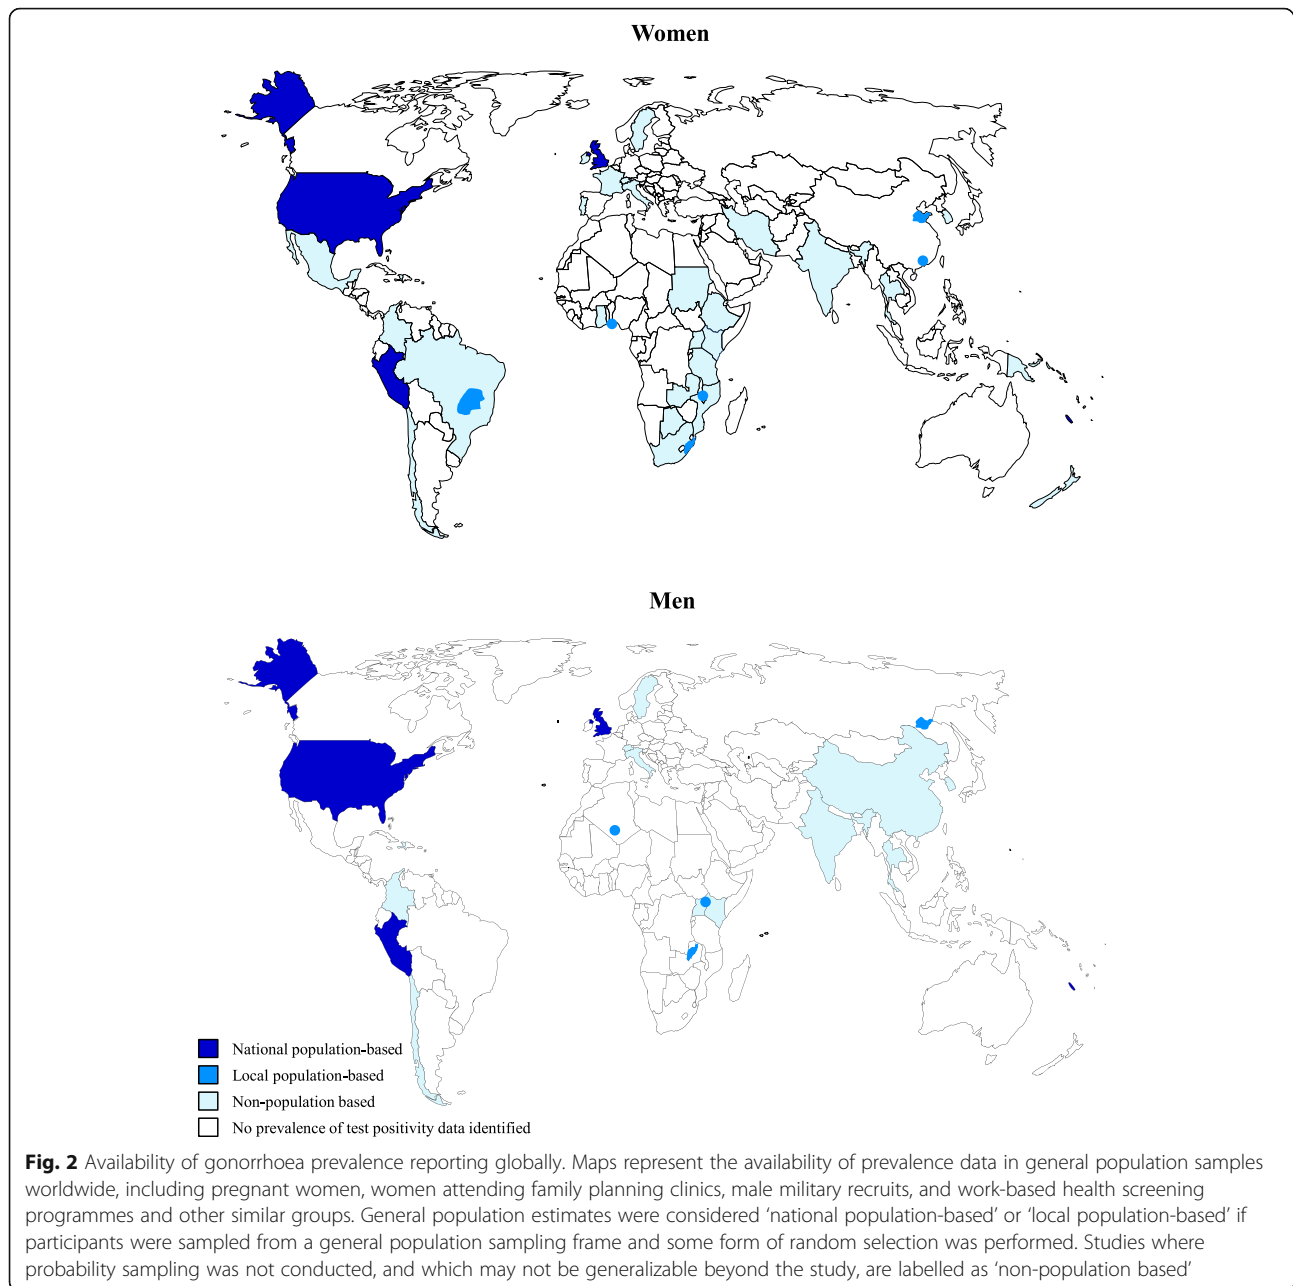 Women
Men
National population-based
Local population-based
Non-population based
No prevalence of test positivity data identified
Fig. 2 Availability of gonorrhoea prevalence reporting globally. Maps represent the availability of prevalence data in general population samples
worldwide, including pregnant women, women attending family planning clinics, male military recruits, and work-based health screening
programmes and other similar groups. General population estimates were considered ‘national population-based’ or ‘local population-based’ if
participants were sampled from a general population sampling frame and some form of random selection was performed. Studies where
probability sampling was not conducted, and which may not be generalizable beyond the study, are labelled as ‘non-population based’